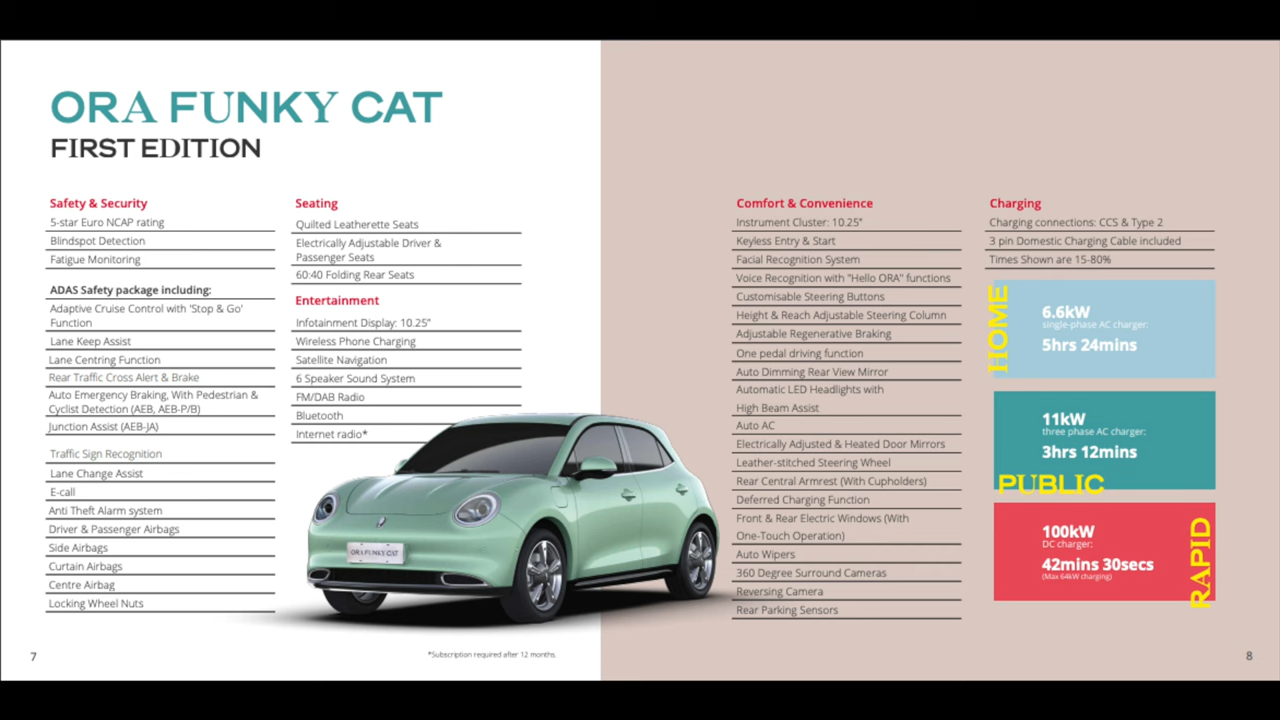 ORA FUNKY CAT
FIRST EDITION
Safety & Security
5-star Euro NCAP rating
Blindspot Detection
Fatigue Monitoring
ADAS Safety package including:
Adaptive Cruise Control with 'Stop & Go'
Function
Lane Keep Assist
Lane Centring Function
Rear Traffic Cross Alert & Brake
Auto Emergency Braking, With Pedestrian &
Cyclist Detection (AEB, AEB-P/B)
Junction Assist (AEB-JA)
Traffic Sign Recognition
Lane Change Assist
E-call
Anti Theft Alarm system
Driver & Passenger Airbags
Side Airbags
Curtain Airbags
Centre Airbag
Locking Wheel Nuts
Seating
Quilted Leatherette Seats
Electrically Adjustable Driver &
Passenger Seats
60:40 Folding Rear Seats
Entertainment
Infotainment Display: 10.25"
Wireless Phone Charging
Satellite Navigation
6 Speaker Sound System
FM/DAB Radio
Bluetooth
Internet radio*
ORA FUNKY CAT
Comfort & Convenience
Instrument Cluster: 10.25"
Keyless Entry & Start
Facial Recognition System
Voice Recognition with "Hello ORA" functions
Customisable Steering Buttons
Height & Reach Adjustable Steering Column
Adjustable Regenerative Braking
One pedal driving function
Auto Dimming Rear View Mirror
Automatic LED Headlights with
High Beam Assist
Auto AC
Electrically Adjusted & Heated Door Mirrors
Leather-stitched Steering Wheel
Rear Central Armrest (With Cupholders)
Deferred Charging Function
Front & Rear Electric Windows (With
One-Touch Operation)
Auto Wipers
360 Degree Surround Cameras
Reversing Camera
Rear Parking Sensors
Charging
Charging connections: CCS & Type 2
3 pin Domestic Charging Cable included
Times Shown are 15-80%
HOME
6.6kW
single-phase AC charger:
5hrs 24mins
11kW
three phase AC charger:
3hrs 12mins
PUBLIC
100kW
DC charger:
42mins 30secs
(Max 64kW charging)
RAPID
7
*Subscription required after 12 months.
8